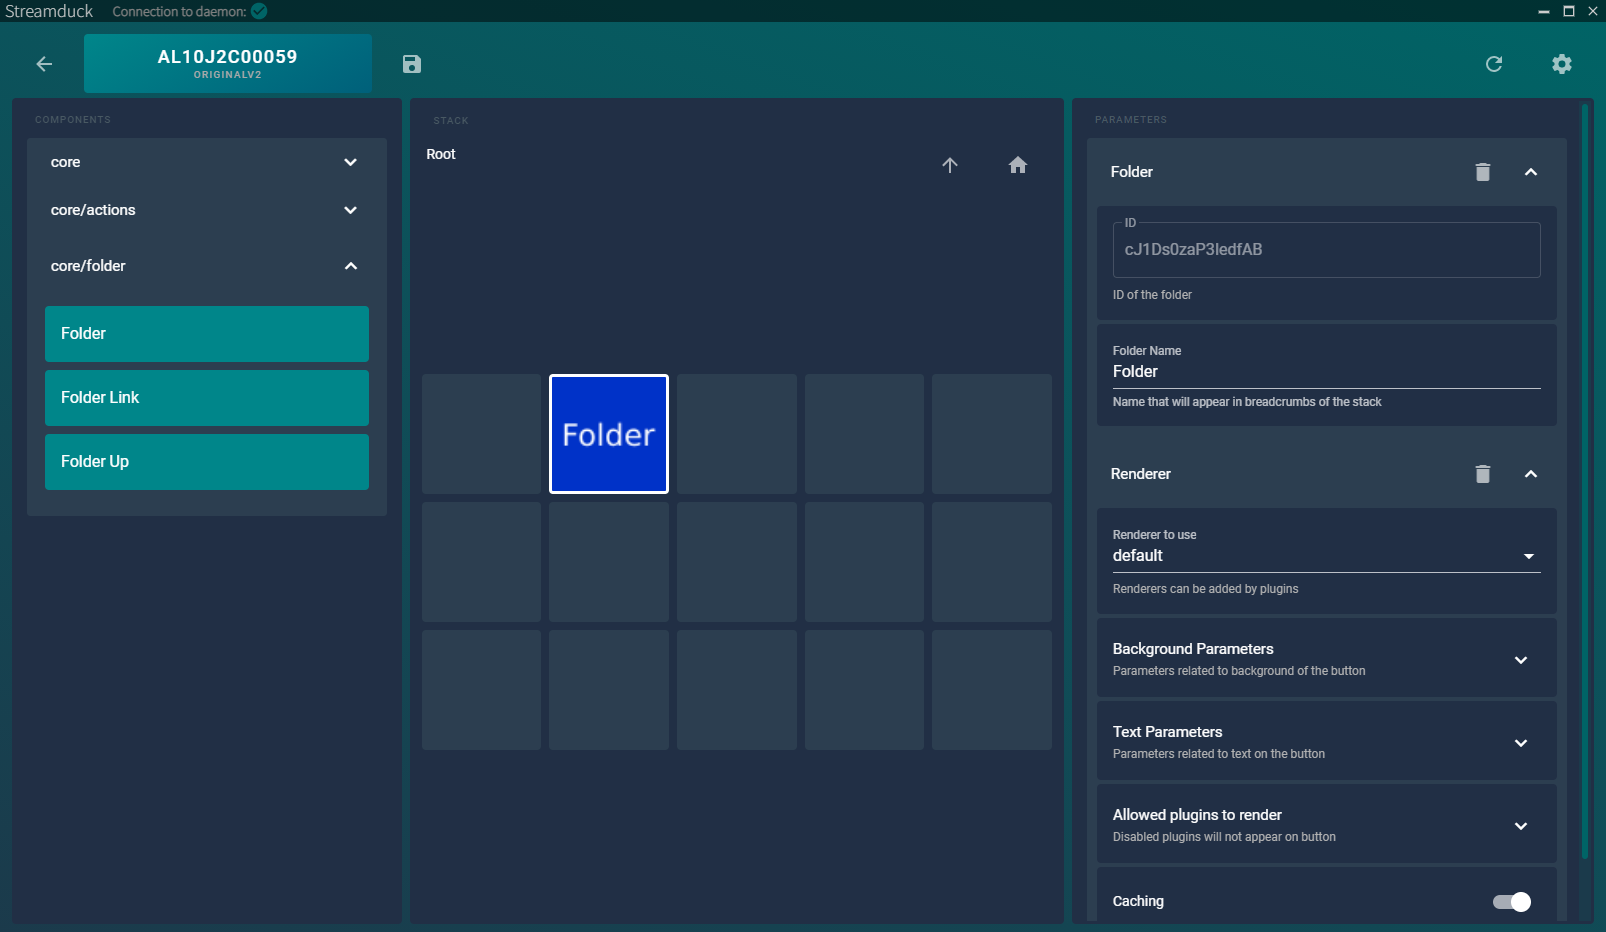 Streamduck Connection to daemon:
AL10J2C00059
ORIGINALV2
COMPONENTS
core
core/actions
core/folder
Folder
Folder Link
Folder Up
STACK
Root
Folder
PARAMETERS
Folder
ID
cJ1Ds0zaP3ledfAB
ID of the folder
Folder Name
Folder
Name that will appear in breadcrumbs of the stack
Renderer
Renderer to use
default
Renderers can be added by plugins
Background Parameters
Parameters related to background of the button
Text Parameters
Parameters related to text on the button
Allowed plugins to render
Disabled plugins will not appear on button
Caching